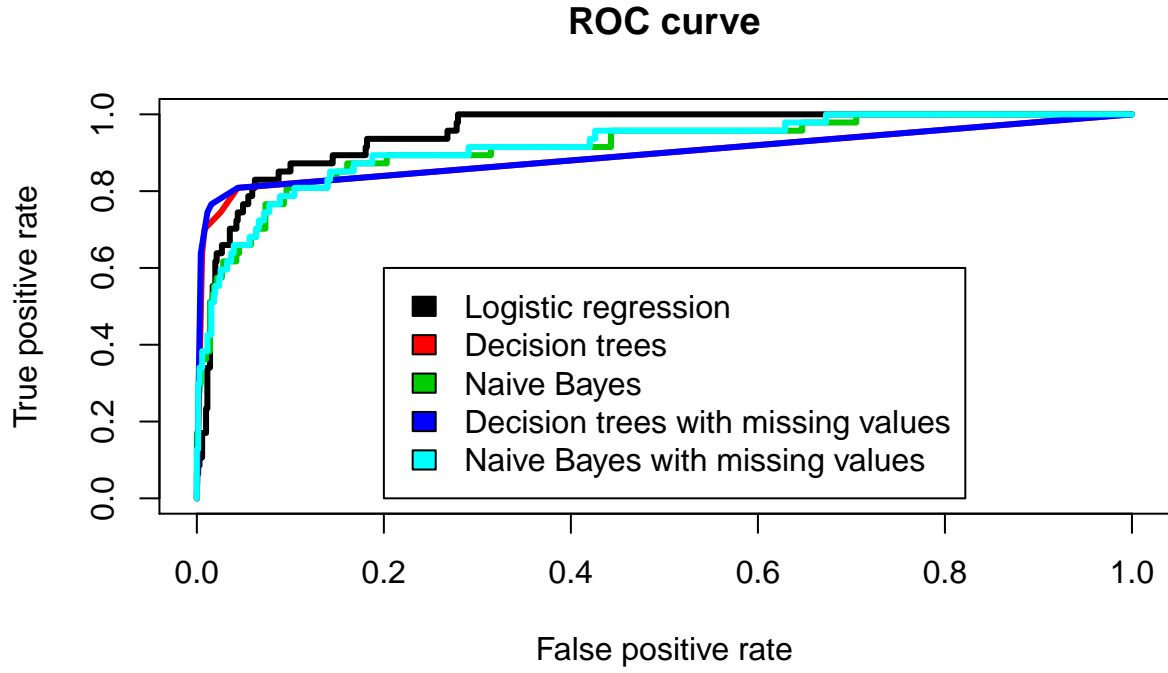 ROC curve
True positive rate
1.0
0.8
0.6
0.4
0.2
0.0
Logistic regression
Decision trees
Naive Bayes
Decision trees with missing values
Naive Bayes with missing values
0.0 0.2 0.4 0.6 0.8 1.0
False positive rate